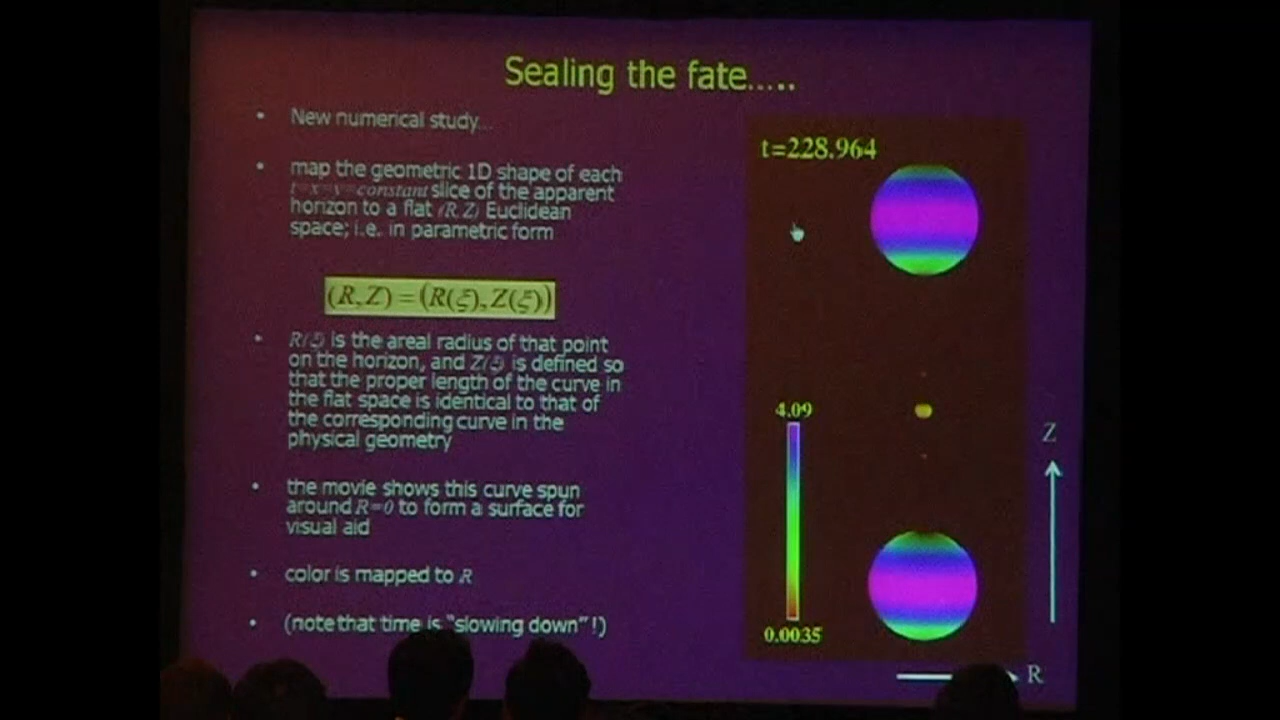 Sealing the fate.....
• New numerical study...
• map the geometric 1D shape of each
t=x=y=constant slice of the apparent
horizon to a flat (R,Z) Euclidean
space; i.e. in parametric form
(R,Z)=(R(ξ),Z(ξ))
• R(ξ) is the areal radius of that point
on the horizon, and Z(ξ) is defined so
that the proper length of the curve in
the flat space is identical to that of
the corresponding curve in the
physical geometry
• the movie shows this curve spun
around R=0 to form a surface for
visual aid
• color is mapped to R
• (note that time is "slowing down"!)
t=228.964
4.09
0.0035
Z
R